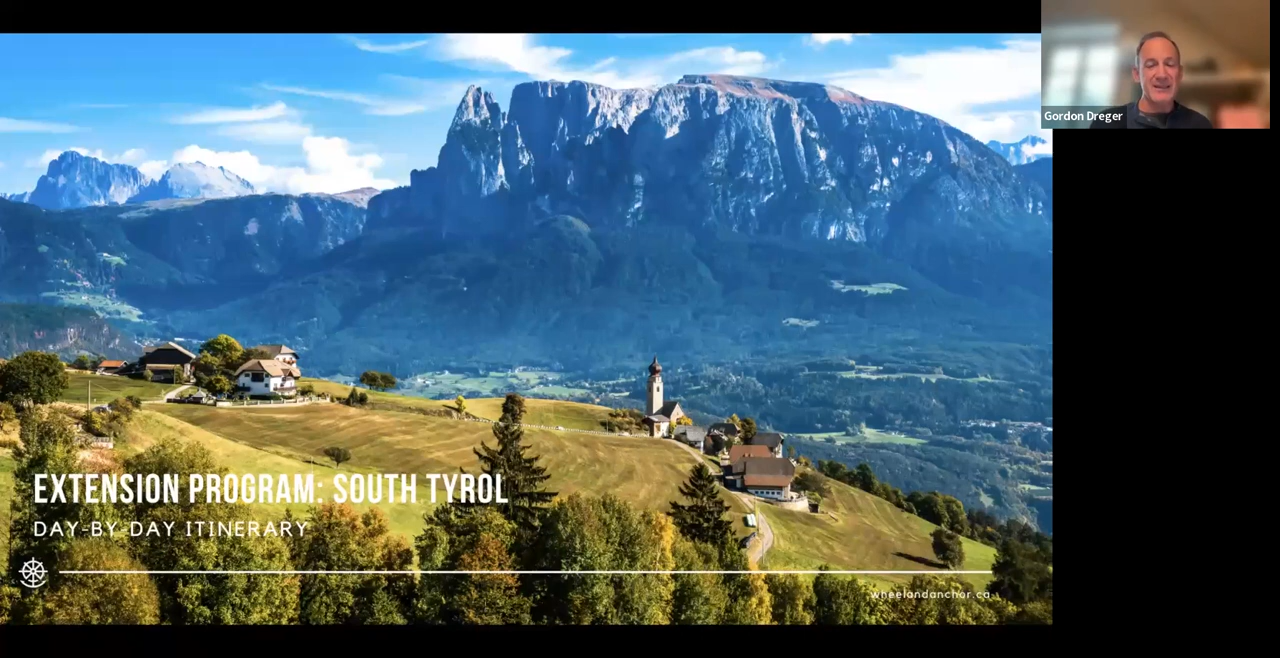 Gordon Dreger
EXTENSION PROGRAM: SOUTH TYROL
DAY-BY-DAY ITINERARY
wheelandanchor.ca